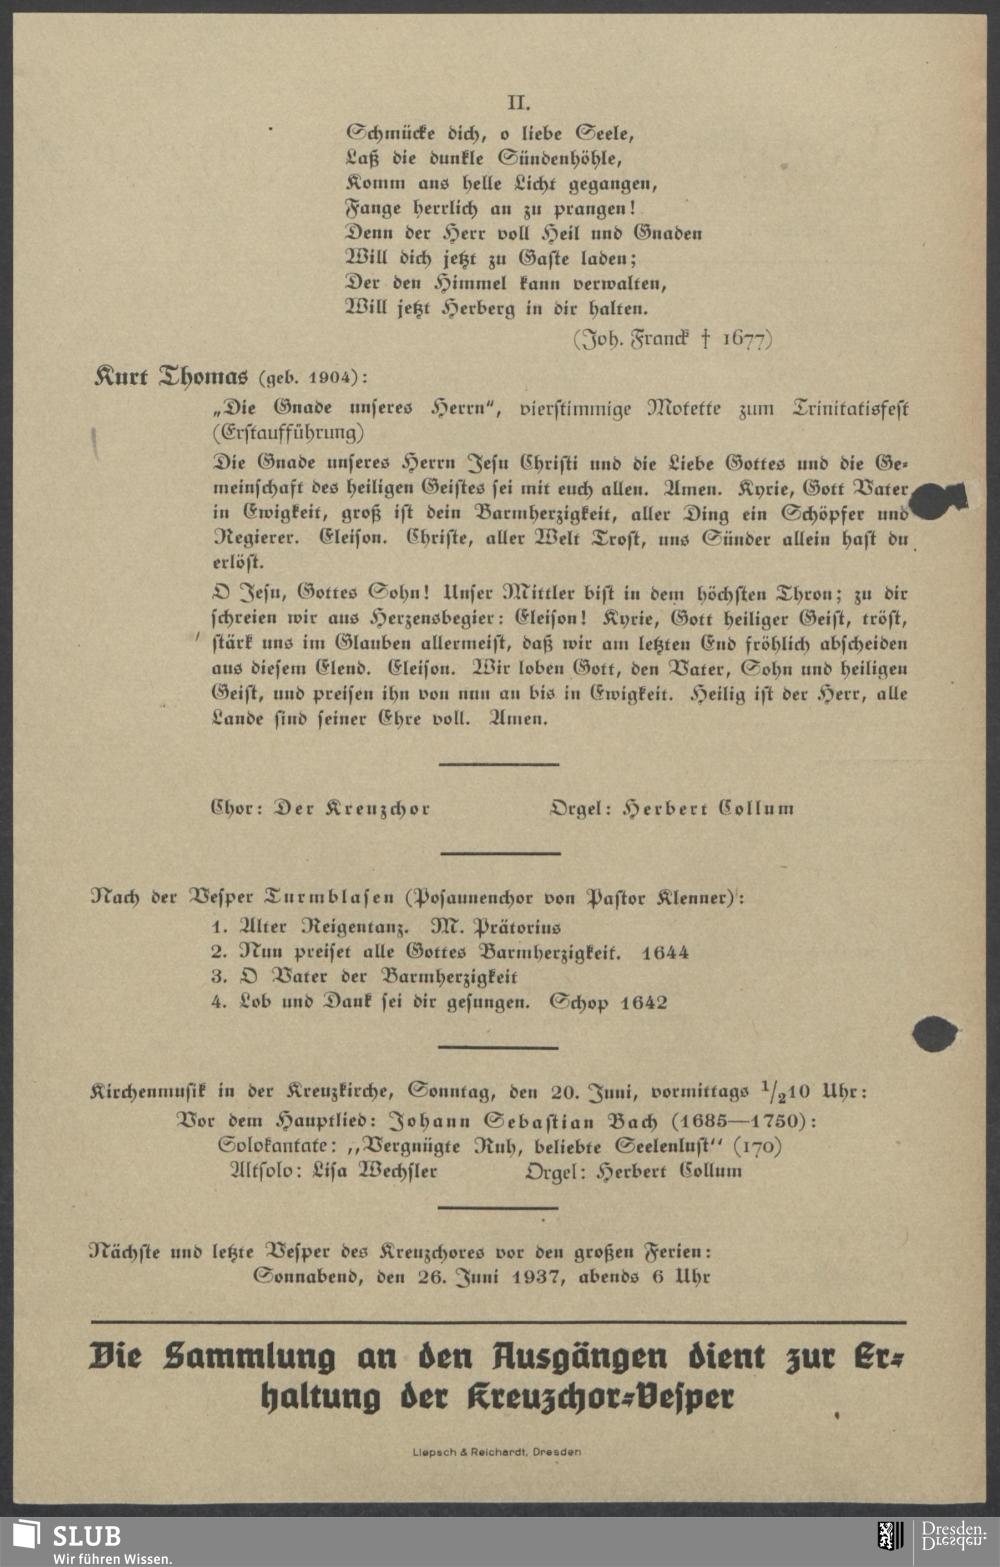 II.
Schmücke dich, o liebe Seele,
Laß die dunkle Sündenhöhle,
Komm ans helle Licht gegangen,
Fange herrlich an zu prangen!
Denn der Herr voll Heil und Gnaden
Will dich jetzt zu Gaste laden;
Der den Himmel kann verwalten,
Will jetzt Herberg in dir halten.
(Joh. Franck † 1677)
Kurt Thomas (geb. 1904):
„Die Gnade unseres Herrn“, vierstimmige Motette zum Trinitatisfest
(Erstaufführung)
Die Gnade unseres Herrn Jesu Christi und die Liebe Gottes und die Ge-
meinschaft des heiligen Geistes sei mit euch allen. Amen. Kyrie, Gott Vater
in Ewigkeit, groß ist dein Barmherzigkeit, aller Ding ein Schöpfer und
Regierer. Eleison. Christe, aller Welt Trost, uns Sünder allein hast du
erlöst.
O Jesu, Gottes Sohn! Unser Mittler bist in dem höchsten Thron; zu dir
schreien wir aus Herzensbegier: Eleison! Kyrie, Gott heiliger Geist, tröst,
stärk uns im Glauben allermeist, daß wir am letzten End fröhlich abscheiden
aus diesem Elend. Eleison. Wir loben Gott, den Vater, Sohn und heiligen
Geist, und preisen ihn von nun an bis in Ewigkeit. Heilig ist der Herr, alle
Lande sind seiner Ehre voll. Amen.
Chor: Der Kreuzchor Orgel: Herbert Collum
Nach der Vesper Turmblasen (Posaunenchor von Pastor Klenner):
1. Alter Reigentanz. M. Prätorius
2. Nun preiset alle Gottes Barmherzigkeit. 1644
3. O Vater der Barmherzigkeit
4. Lob und Dank sei dir gesungen. Schop 1642
Kirchenmusik in der Kreuzkirche, Sonntag, den 20. Juni, vormittags 1/210 Uhr:
Vor dem Hauptlied: Johann Sebastian Bach (1685—1750):
Solokantate: „Vergnügte Ruh, beliebte Seelenlust“ (170)
Altsolo: Lisa Wechsler Orgel: Herbert Collum
Nächste und letzte Vesper des Kreuzchores vor den großen Ferien:
Sonnabend, den 26. Juni 1937, abends 6 Uhr
Die Sammlung an den Ausgängen dient zur Er-
haltung der Kreuzchor-Vesper
Liepsch & Reichardt, Dresden
SLUB
Wir führen Wissen.
Dresden.
Dresden.